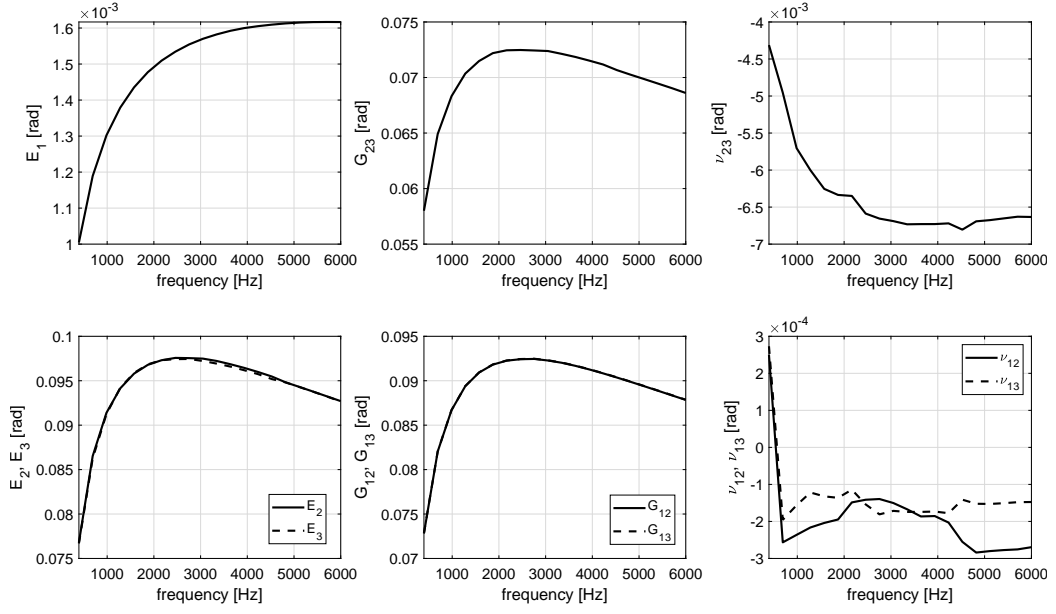 ×10⁻³
E₁ [rad]
1.6
1.5
1.4
1.3
1.2
1.1
1
1000 2000 3000 4000 5000 6000
frequency [Hz]
G₂₃ [rad]
0.075
0.07
0.065
0.06
0.055
1000 2000 3000 4000 5000 6000
frequency [Hz]
×10⁻³
ν₂₃ [rad]
-4
-4.5
-5
-5.5
-6
-6.5
-7
1000 2000 3000 4000 5000 6000
frequency [Hz]
E₂, E₃ [rad]
0.1
0.095
0.09
0.085
0.08
0.075
E₂
E₃
1000 2000 3000 4000 5000 6000
frequency [Hz]
G₁₂, G₁₃ [rad]
0.095
0.09
0.085
0.08
0.075
0.07
G₁₂
G₁₃
1000 2000 3000 4000 5000 6000
frequency [Hz]
×10⁻⁴
ν₁₂, ν₁₃ [rad]
3
2
1
0
-1
-2
-3
ν₁₂
ν₁₃
1000 2000 3000 4000 5000 6000
frequency [Hz]